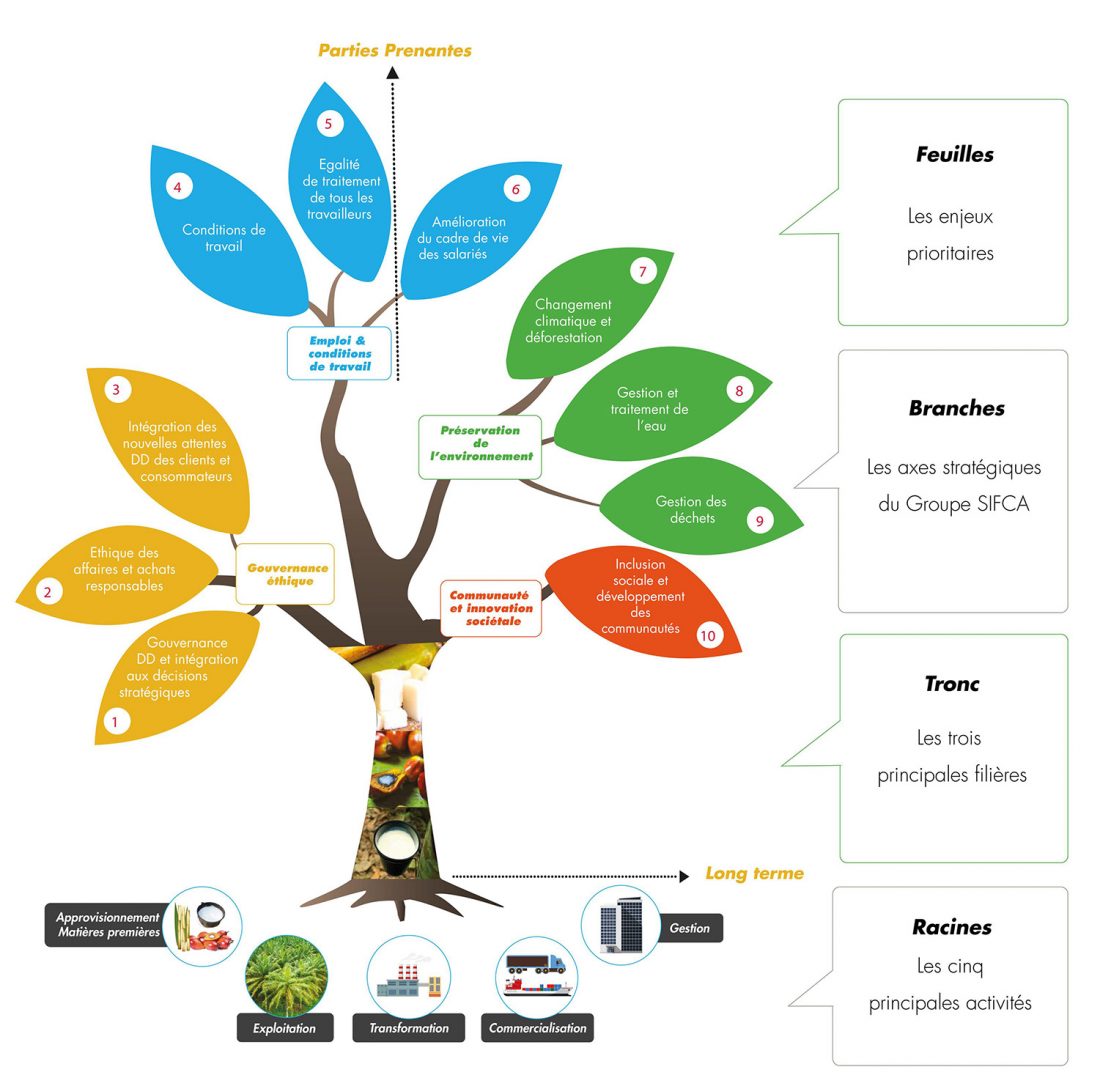 Parties Prenantes
5
Egalité
de traitement
de tous les
travailleurs
4
Conditions de
travail
6
Amélioration
du cadre de vie
des salariés
Emploi &
conditions
de travail
7
Changement
climatique et
déforestation
8
Gestion et
traitement de
l'eau
9
Gestion des
déchets
Préservation
de
l'environnement
3
Intégration des
nouvelles attentes
DD des clients et
consommateurs
2
Ethique des
affaires et achats
responsables
Gouvernance
éthique
Gouvernance
DD et intégration
aux décisions
stratégiques
1
Communauté
et innovation
sociétale
Inclusion
sociale et
développement
des
communautés
10
Long terme
Approvisionnement
Matières premières
Exploitation
Transformation
Commercialisation
Gestion
Feuilles
Les enjeux
prioritaires
Branches
Les axes stratégiques
du Groupe SIFCA
Tronc
Les trois
principales filières
Racines
Les cinq
principales activités